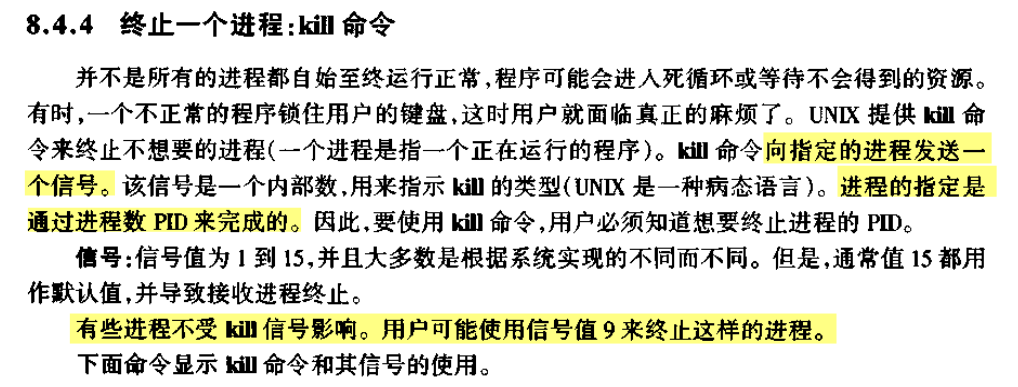 8.4.4 终止一个进程:kill 命令
并不是所有的进程都自始至终运行正常,程序可能会进入死循环或等待不会得到的资源。
有时,一个不正常的程序锁住用户的键盘,这时用户就面临真正的麻烦了。UNIX 提供 kill 命
令来终止不想要的进程(一个进程是指一个正在运行的程序)。kill 命令向指定的进程发送一
个信号。该信号是一个内部数,用来指示 kill 的类型(UNIX 是一种病态语言)。进程的指定是
通过进程数 PID 来完成的。因此,要使用 kill 命令,用户必须知道想要终止进程的 PID。
信号:信号值为 1 到 15,并且大多数是根据系统实现的不同而不同。但是,通常值 15 都用
作默认值,并导致接收进程终止。
有些进程不受 kill 信号影响。用户可能使用信号值 9 来终止这样的进程。
下面命令显示 kill 命令和其信号的使用。